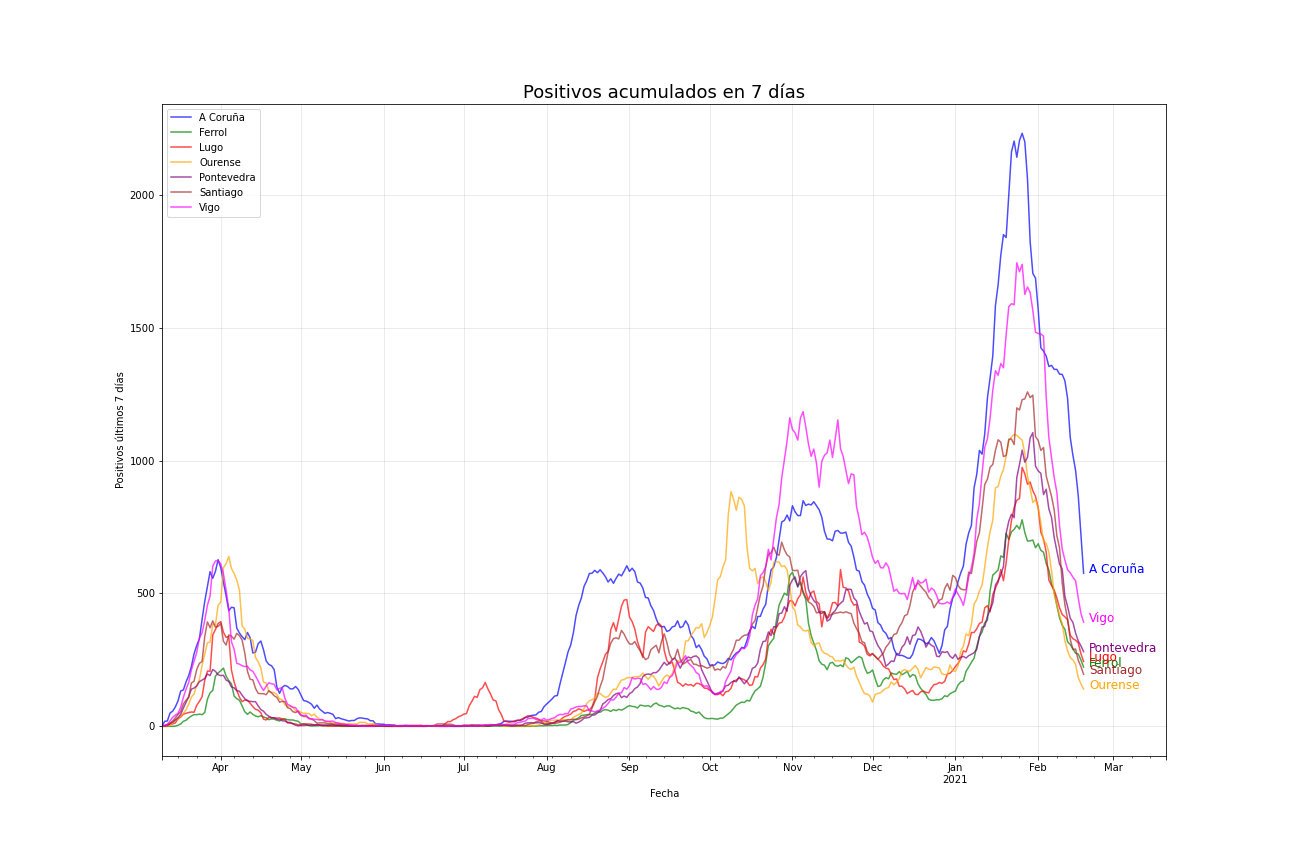 Positivos acumulados en 7 días
A Coruña
Ferrol
Lugo
Ourense
Pontevedra
Santiago
Vigo
2000
1500
1000
500
0
Positivos últimos 7 días
A Coruña
Vigo
Pontevedra
Lugo
Ferrol
Santiago
Ourense
Apr May Jun Jul Aug Sep Oct Nov Dec Jan Feb Mar
2021
Fecha